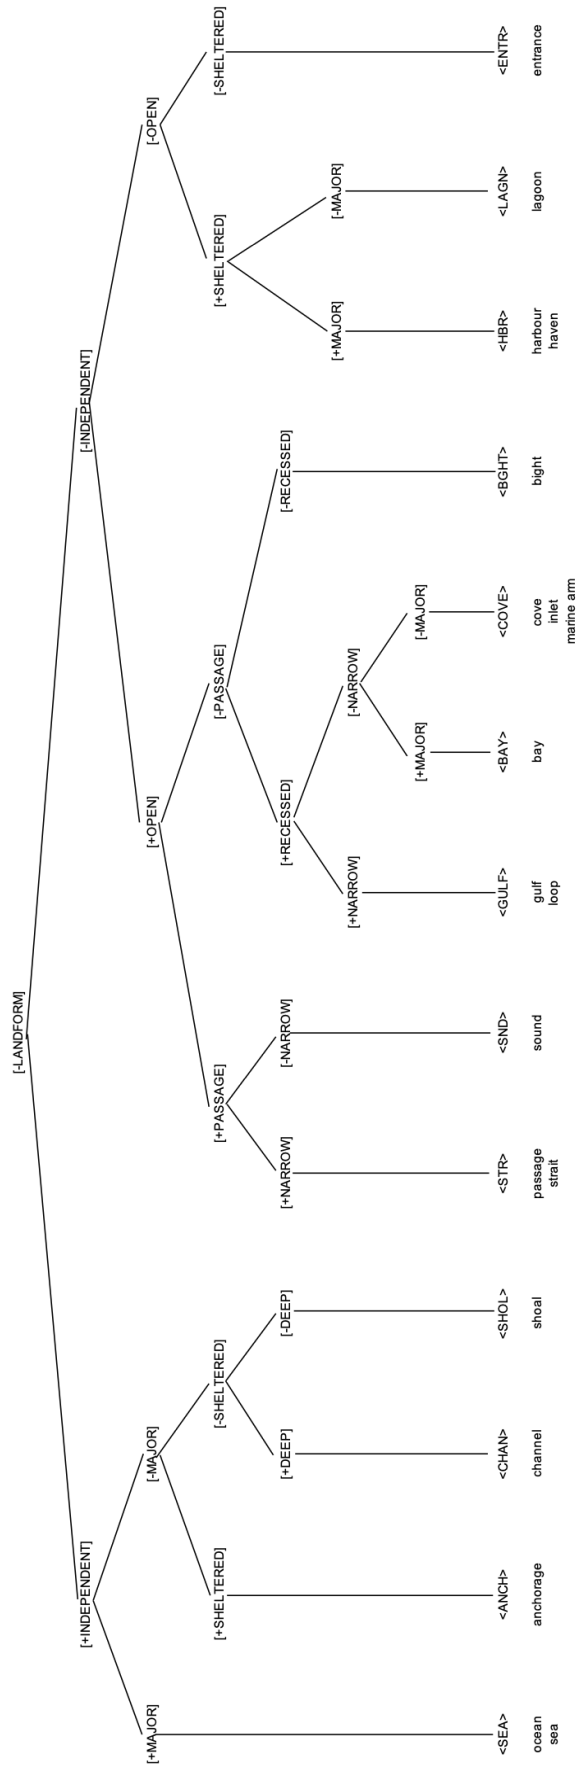 [-LANDFORM]
[+INDEPENDENT]
[-INDEPENDENT]
[+MAJOR]
[-MAJOR]
[+OPEN]
[-OPEN]
[+SHELTERED]
[-SHELTERED]
[+PASSAGE]
[-PASSAGE]
[+SHELTERED]
[-SHELTERED]
[+DEEP]
[-DEEP]
[+NARROW]
[-NARROW]
[+RECESSED]
[-RECESSED]
[+MAJOR]
[-MAJOR]
[+NARROW]
[-NARROW]
[+MAJOR]
[-MAJOR]
<SEA>
<ANCH>
<CHAN>
<SHOL>
<STR>
<SND>
<GULF>
<BAY>
<COVE>
<BGHT>
<HBR>
<LAGN>
<ENTR>
ocean
sea
anchorage
channel
shoal
passage
strait
sound
gulf
loop
bay
cove
inlet
marine arm
bight
harbour
haven
lagoon
entrance